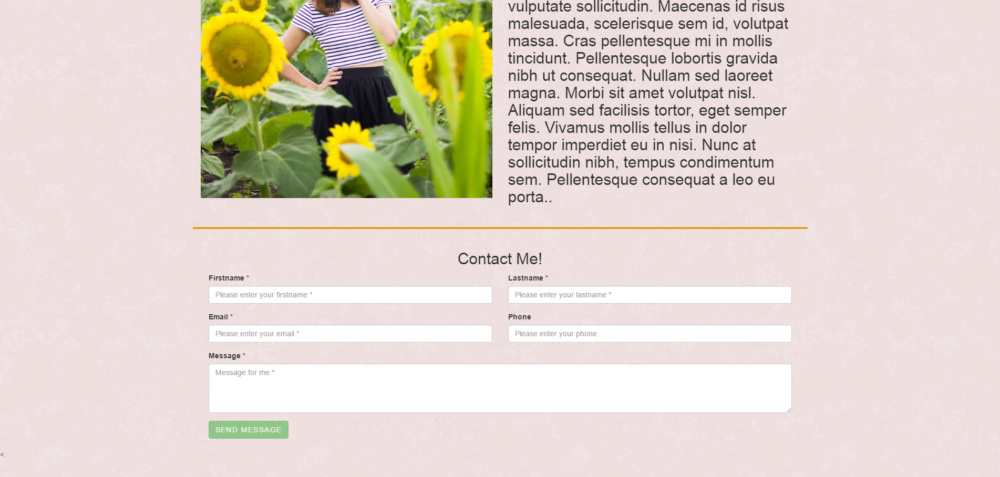 vulputate sollicitudin. Maecenas id risus
malesuada, scelerisque sem id, volutpat
massa. Cras pellentesque mi in mollis
tincidunt. Pellentesque lobortis gravida
nibh ut consequat. Nullam sed laoreet
magna. Morbi sit amet volutpat nisl.
Aliquam sed facilisis tortor, eget semper
felis. Vivamus mollis tellus in dolor
tempor imperdiet eu in nisi. Nunc at
sollicitudin nibh, tempus condimentum
sem. Pellentesque consequat a leo eu
porta..
Contact Me!
Firstname *
Please enter your firstname *
Lastname *
Please enter your lastname *
Email *
Please enter your email *
Phone
Please enter your phone
Message *
Message for me *
SEND MESSAGE
<